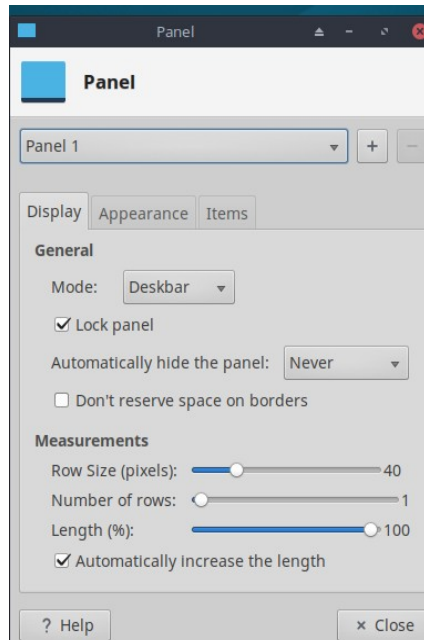 Panel
Panel
Panel 1
Display Appearance Items
General
Mode: Deskbar
Lock panel
Automatically hide the panel: Never
Don't reserve space on borders
Measurements
Row Size (pixels): 40
Number of rows: 1
Length (%): 100
Automatically increase the length
? Help × Close